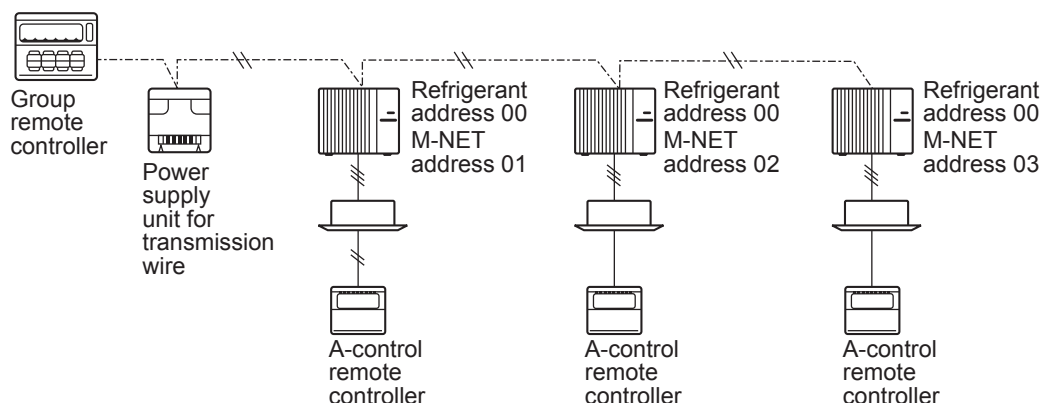 Group
remote
controller
Power
supply
unit for
transmission
wire
Refrigerant
address 00
M-NET
address 01
Refrigerant
address 00
M-NET
address 02
Refrigerant
address 00
M-NET
address 03
A-control
remote
controller
A-control
remote
controller
A-control
remote
controller